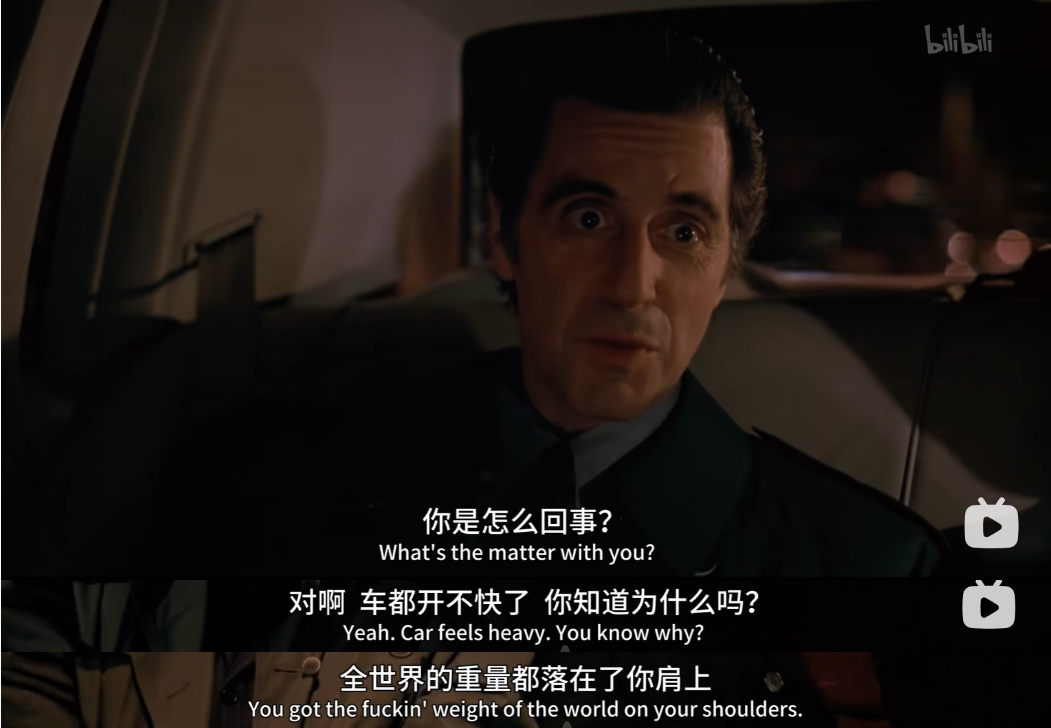 bilibili
你是怎么回事?
What's the matter with you?
对啊 车都开不快了 你知道为什么吗?
Yeah. Car feels heavy. You know why?
全世界的重量都落在了你肩上
You got the fuckin' weight of the world on your shoulders.